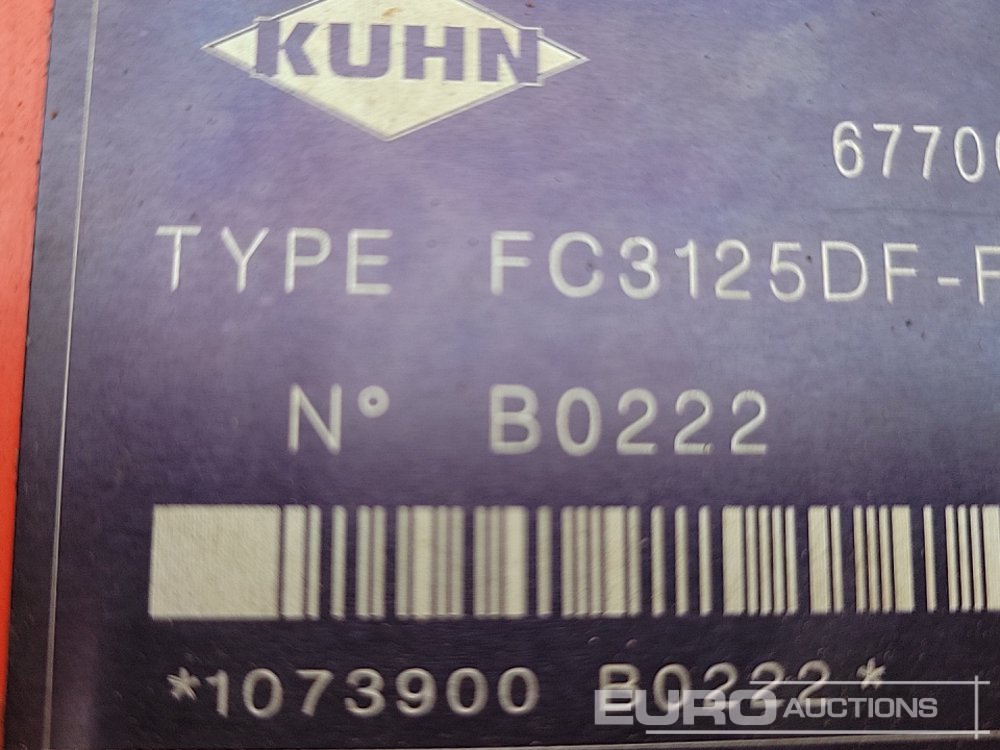 KUHN
6770
TYPE FC3125DF-F
N° B0222
*1073900 B0222*
EURO AUCTIONS